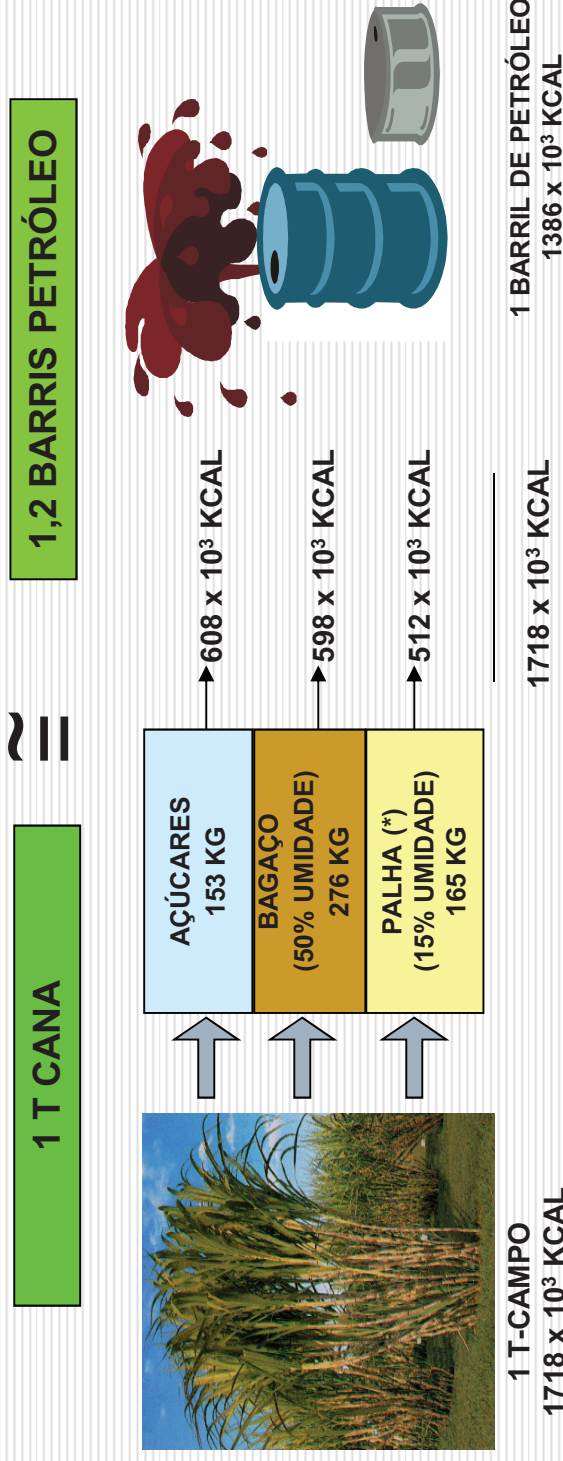 1 T CANA
≅
1,2 BARRIS PETRÓLEO
AÇÚCARES
153 KG
608 x 10³ KCAL
BAGAÇO
(50% UMIDADE)
276 KG
598 x 10³ KCAL
PALHA (*)
(15% UMIDADE)
165 KG
512 x 10³ KCAL
1 T-CAMPO
1718 x 10³ KCAL
1718 x 10³ KCAL
1 BARRIL DE PETRÓLEO
1386 x 10³ KCAL